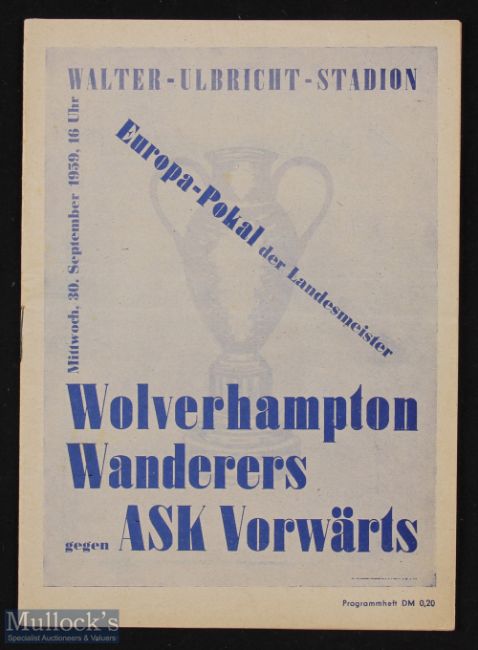 WALTER-ULBRICHT-STADION
Mittwoch, 30. September 1959, 16 Uhr
Europa-Pokal der Landesmeister
Wolverhampton
Wanderers
gegen ASK Vorwärts
Programmheft DM 0,20
Mullock's
Specialist Auctioneers & Valuers